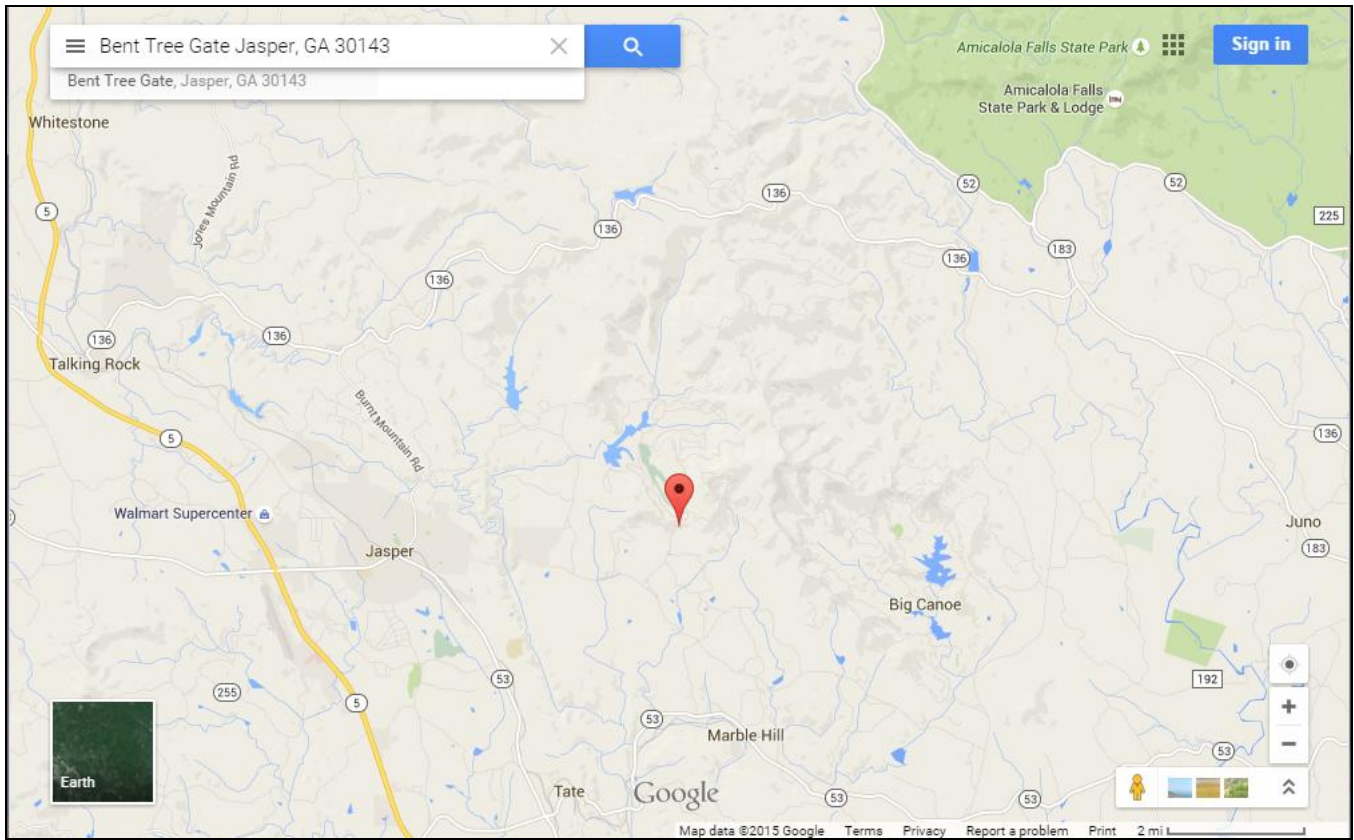 Bent Tree Gate Jasper, GA 30143
Bent Tree Gate, Jasper, GA 30143
Amicalola Falls State Park
Sign in
Amicalola Falls
State Park & Lodge
Whitestone
Jones Mountain Rd
5
136
52
52
225
136
183
136
136
136
136
Talking Rock
Burnt Mountain Rd
5
136
Walmart Supercenter
Jasper
Juno
183
Big Canoe
53
192
255
5
53
Marble Hill
53
Earth
Tate
Google
53
53
Map data ©2015 Google Terms Privacy Report a problem Print 2 mi